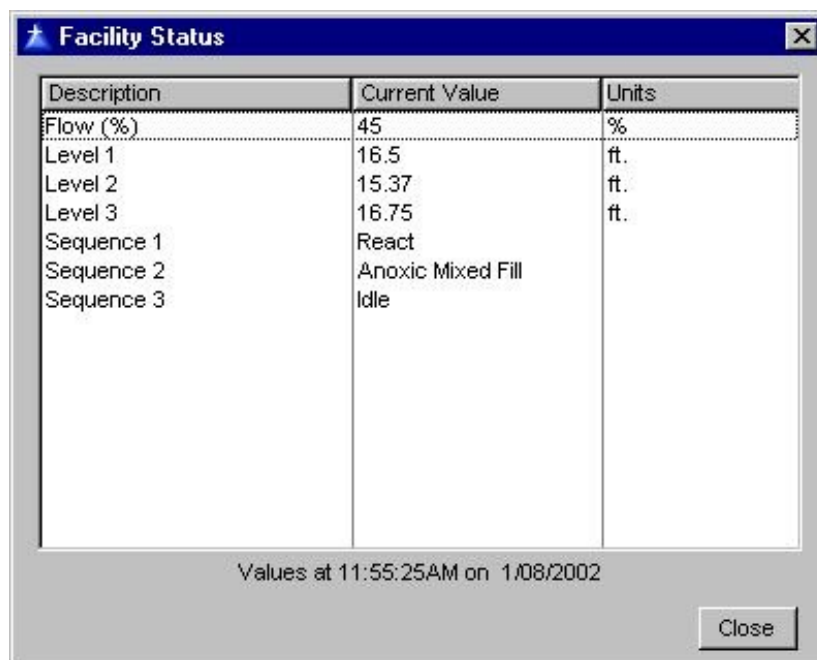 Facility Status
Description Current Value Units
Flow (%) 45 %
Level 1 16.5 ft.
Level 2 15.37 ft.
Level 3 16.75 ft.
Sequence 1 React
Sequence 2 Anoxic Mixed Fill
Sequence 3 Idle
Values at 11:55:25AM on 1/08/2002
Close